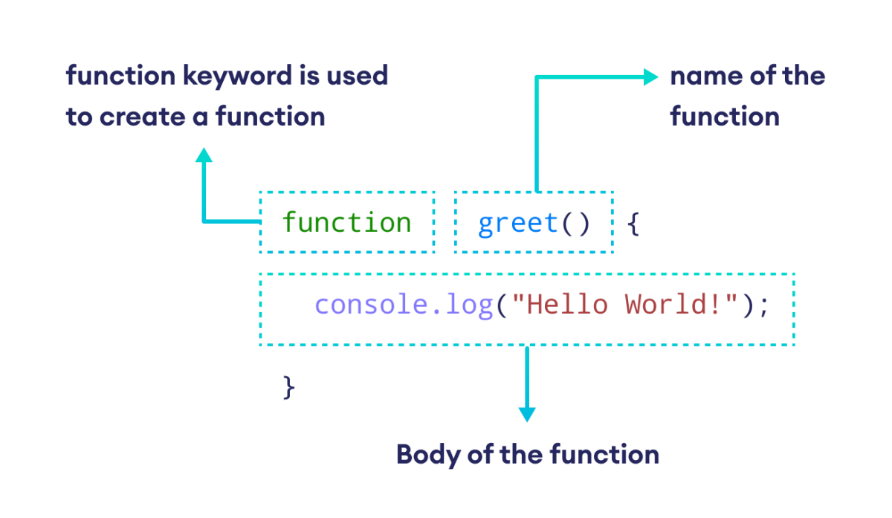 function keyword is used
to create a function
name of the
function
function greet() {
console.log("Hello World!");
}
Body of the function